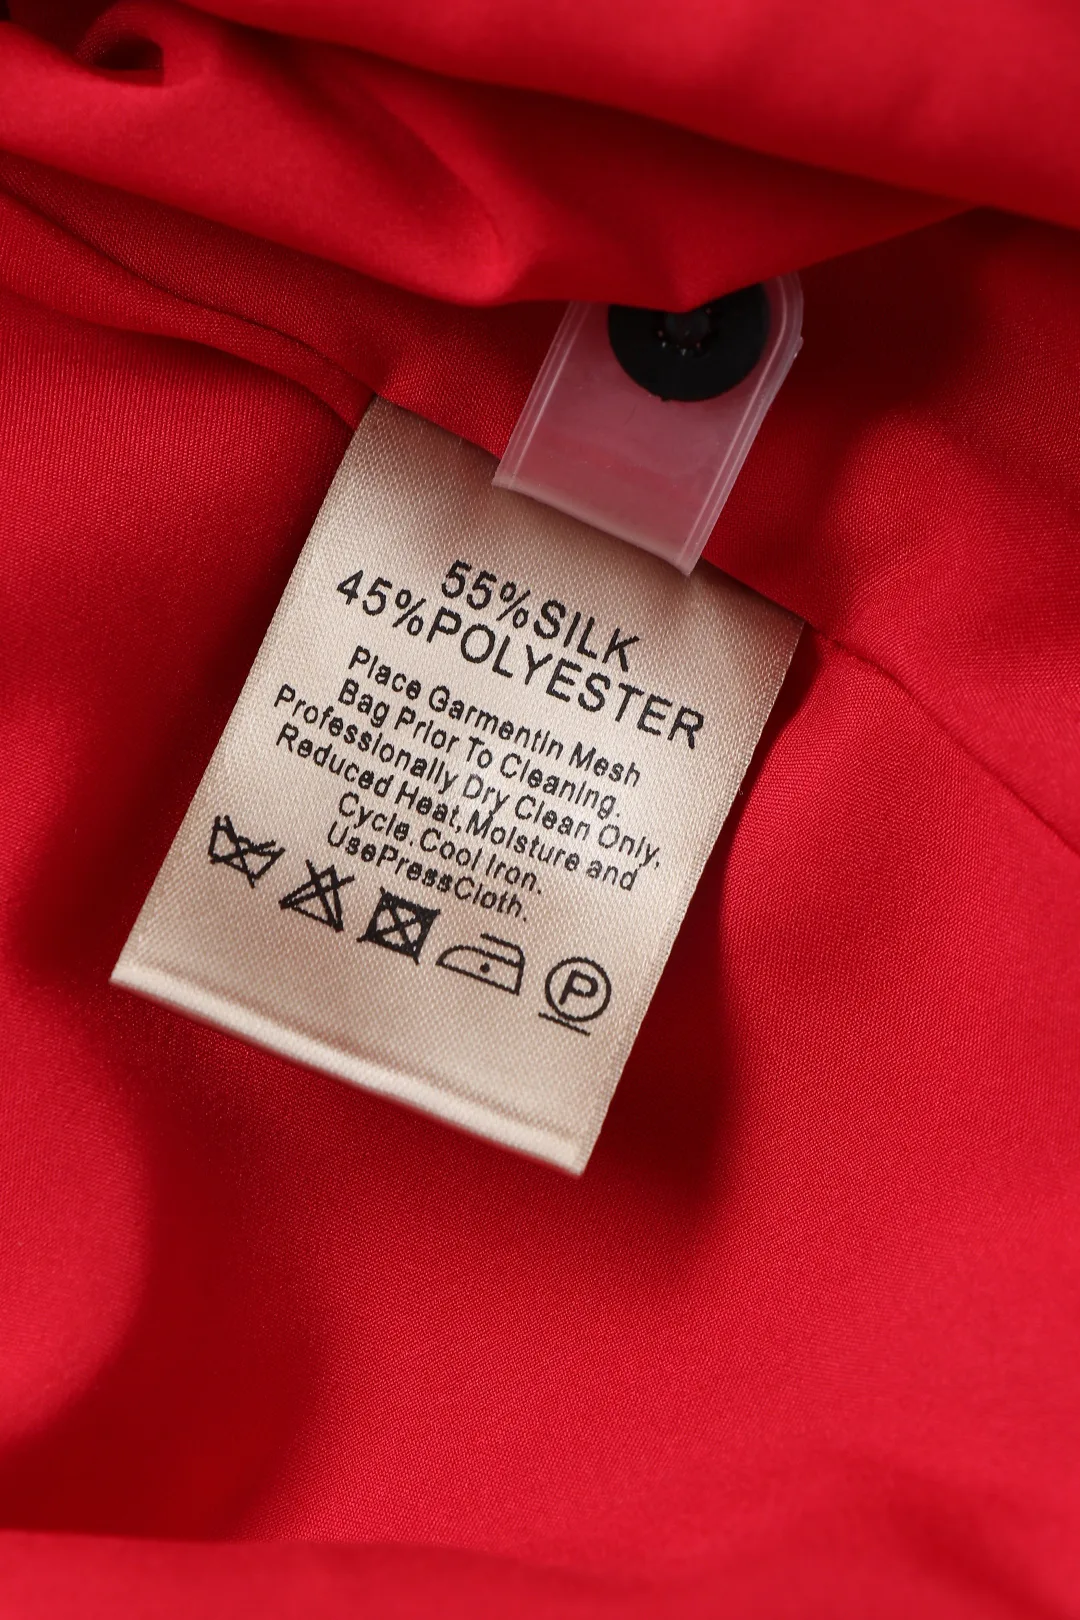 55%SILK
45%POLYESTER
Place GarmentIn Mesh
Bag Prior To Cleaning.
Professionally Dry Clean Only.
Reduced Heat,Molsture and
Cycle.Cool Iron.
UsePressCloth.
P